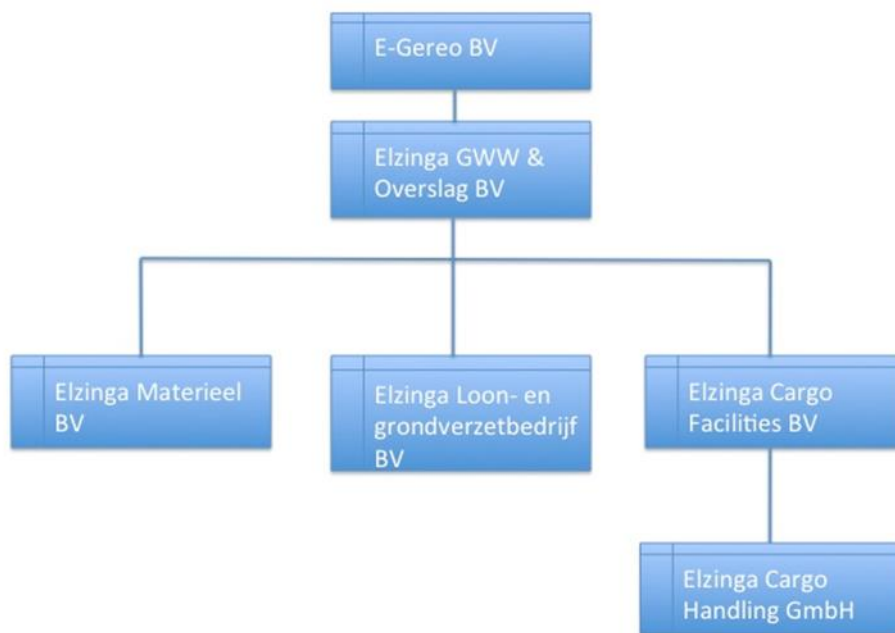 E-Gereo BV
Elzinga GWW &
Overslag BV
Elzinga Materieel
BV
Elzinga Loon- en
grondverzetbedrijf
BV
Elzinga Cargo
Facilities BV
Elzinga Cargo
Handling GmbH